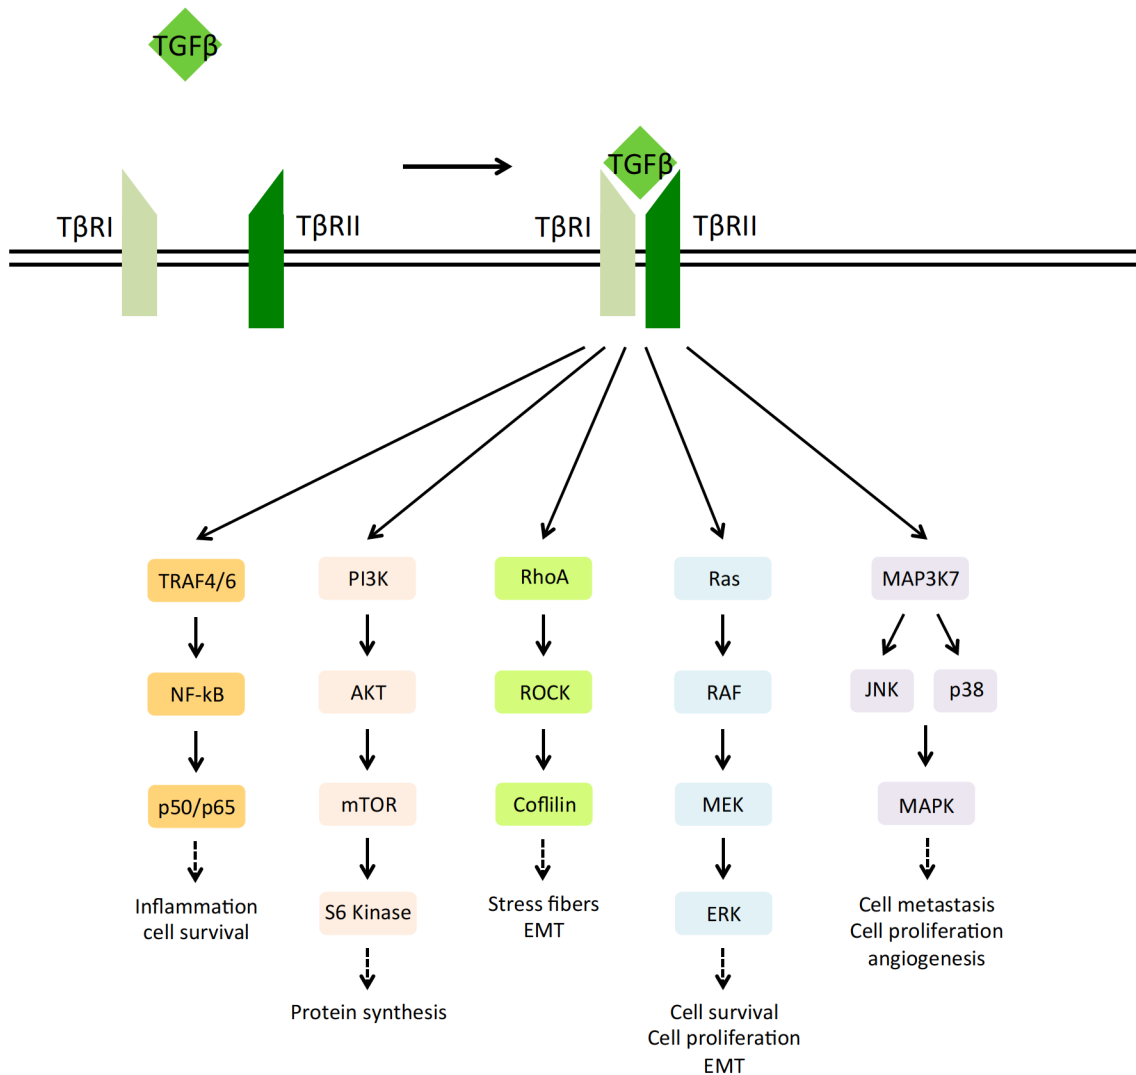 TGFβ
TGFβ
TβRI
TβRII
TβRI
TβRII
TRAF4/6
PI3K
RhoA
Ras
MAP3K7
NF-kB
AKT
ROCK
RAF
JNK
p38
p50/p65
mTOR
Coflilin
MEK
MAPK
Inflammation
cell survival
S6 Kinase
Stress fibers
EMT
ERK
Cell metastasis
Cell proliferation
angiogenesis
Protein synthesis
Cell survival
Cell proliferation
EMT